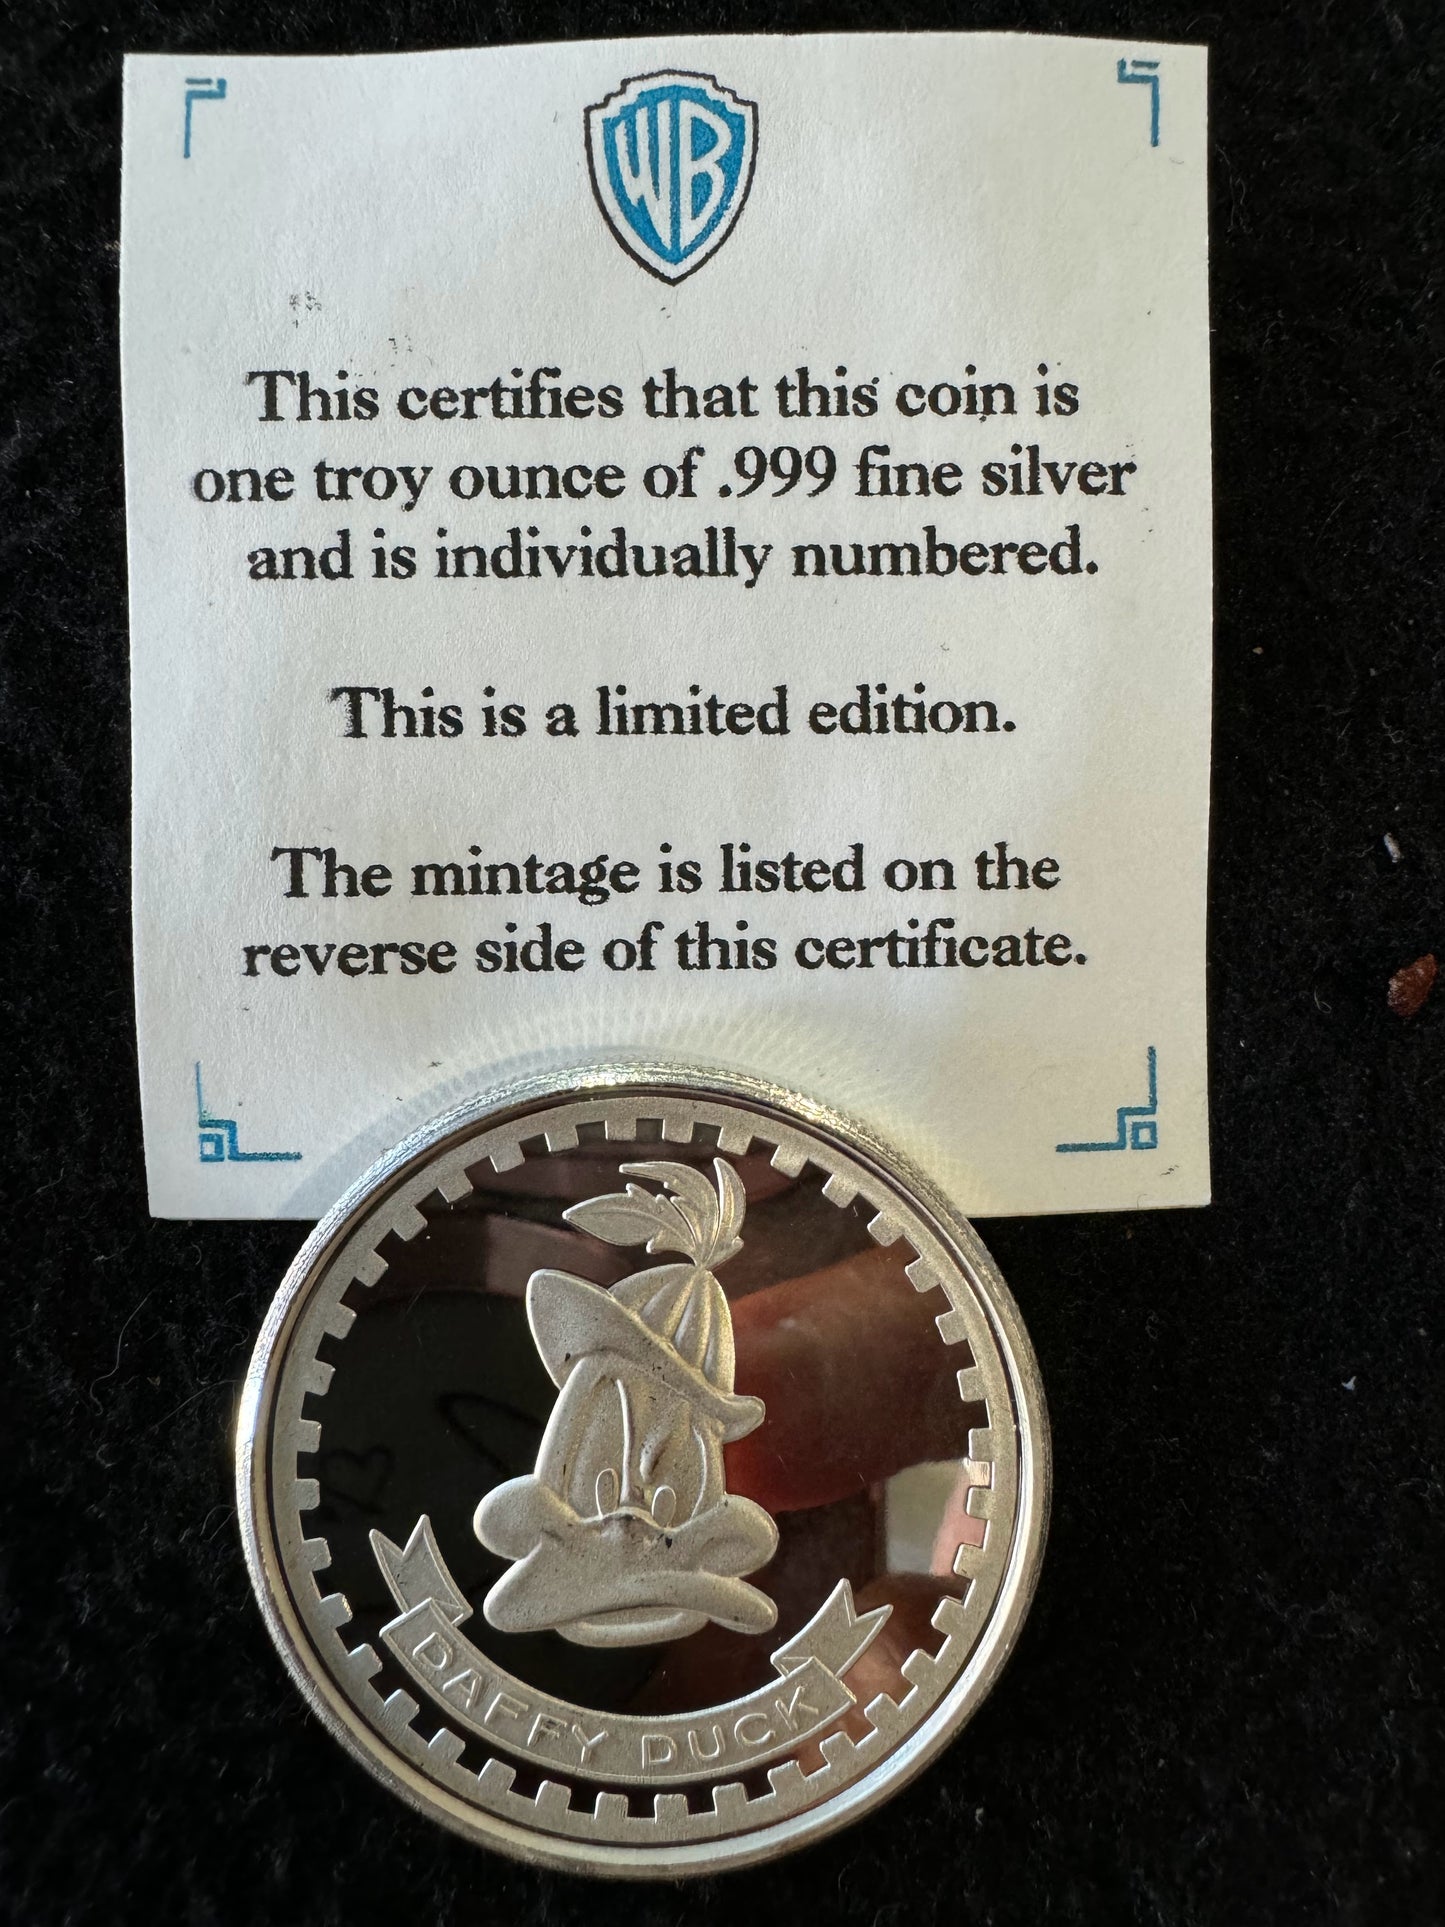 WB
This certifies that this coin is
one troy ounce of .999 fine silver
and is individually numbered.
This is a limited edition.
The mintage is listed on the
reverse side of this certificate.
DAFFY DUCK